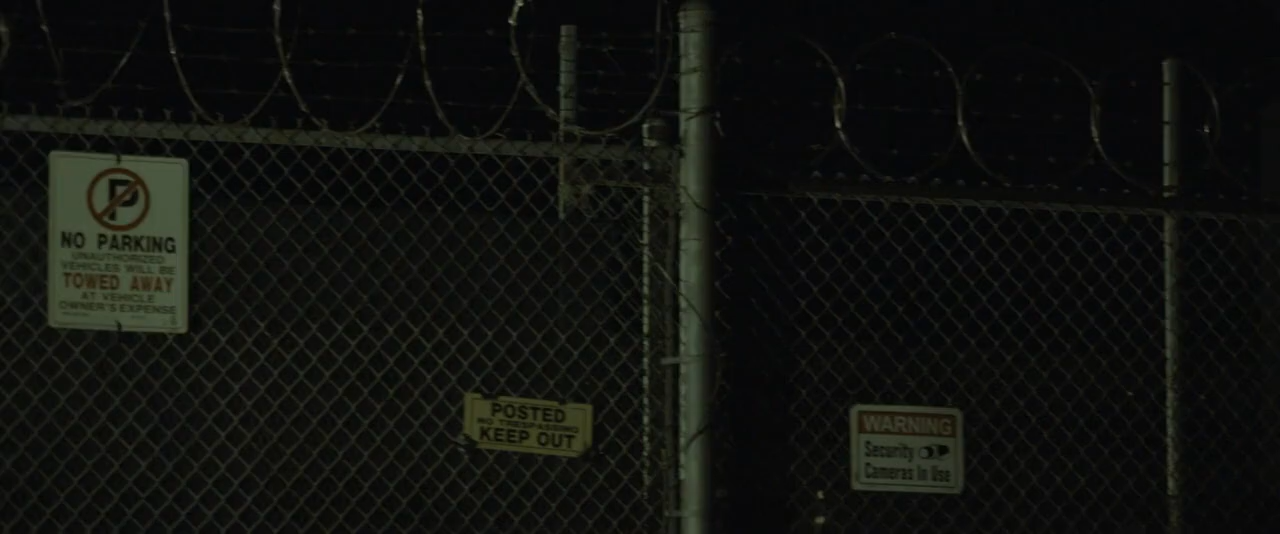 NO PARKING
UNAUTHORIZED
VEHICLES WILL BE
TOWED AWAY
AT VEHICLE
OWNER'S EXPENSE
POSTED
NO TRESPASSING
KEEP OUT
WARNING
Security
Cameras In Use